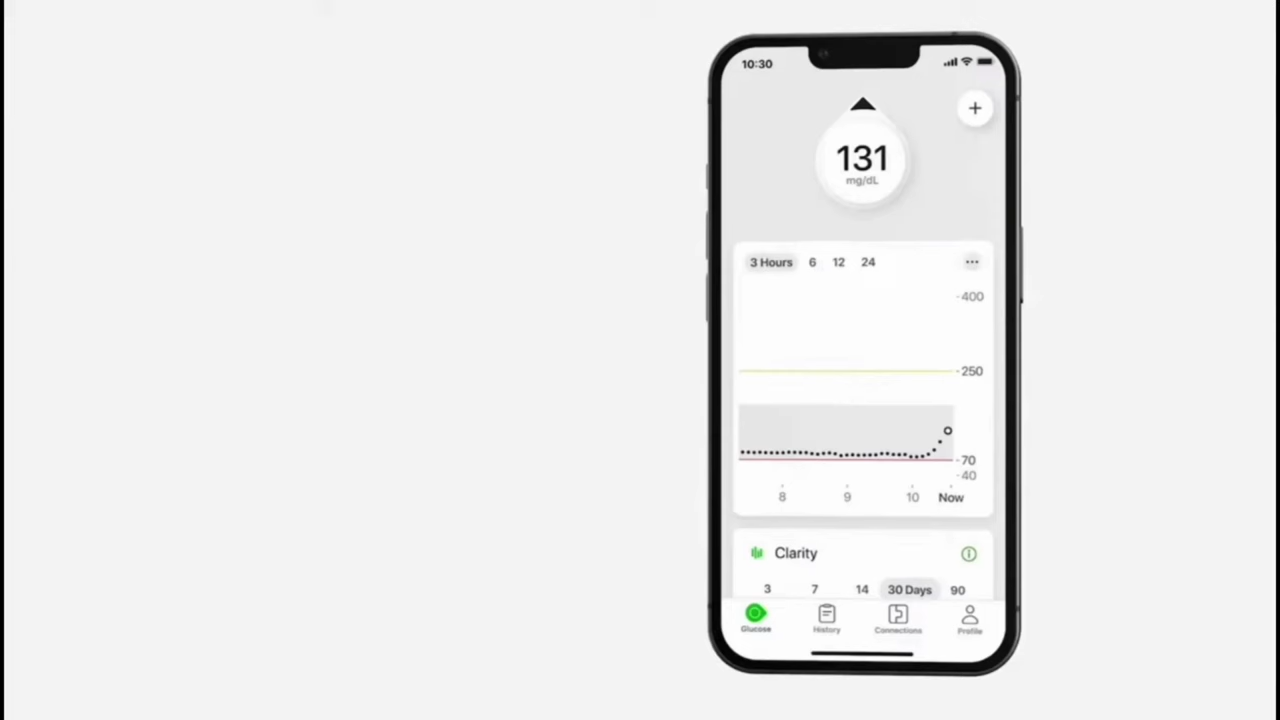 10:30
+
131
mg/dL
3 Hours 6 12 24 ...
-400
-250
-70
-40
8 9 10 Now
Clarity
3 7 14 30 Days 90
Glucose History Connections Profile